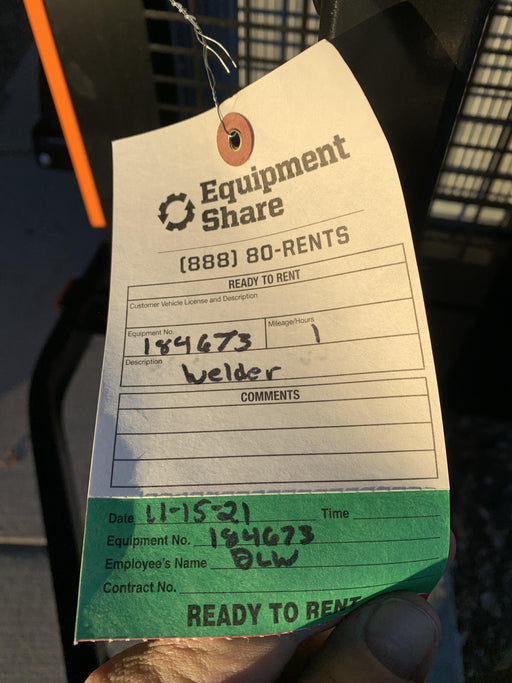 Equipment
Share
(888) 80-RENTS
READY TO RENT
Customer Vehicle License and Description
Equipment No. 184673 Mileage/Hours 1
Description Welder
COMMENTS
Date 11-15-21 Time
Equipment No. 184673
Employee's Name
Contract No.
READY TO RENT